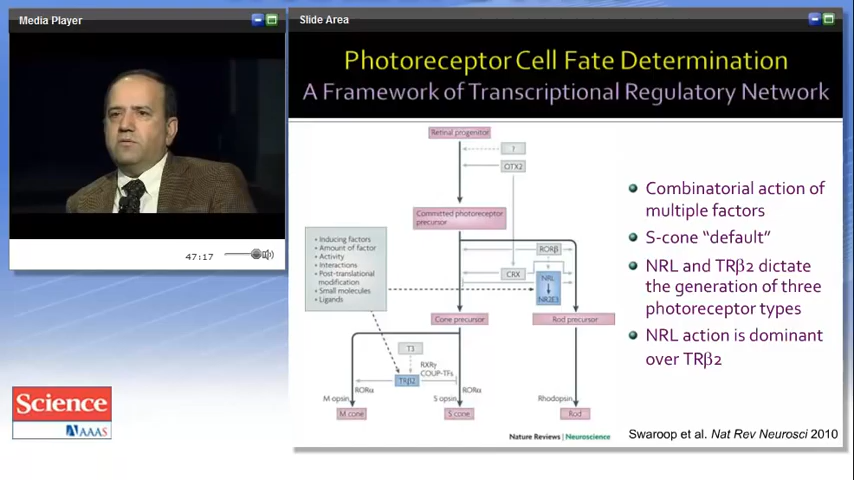 Media Player
47:17
Science
AAAS
Slide Area
Photoreceptor Cell Fate Determination
A Framework of Transcriptional Regulatory Network
Retinal progenitor
?
OTX2
Committed photoreceptor
precursor
• Inducing factors
• Amount of factor
• Activity
• Interactions
• Post-translational
modification
• Small molecules
• Ligands
RORβ
CRX
NRL
NR2E3
Cone precursor
Rod precursor
T3
RXRγ
COUP-TFs
TRβ2
RORα
RORα
M opsin
S opsin
Rhodopsin
M cone
S cone
Rod
Nature Reviews | Neuroscience
Combinatorial action of
multiple factors
S-cone “default”
NRL and TRβ2 dictate
the generation of three
photoreceptor types
NRL action is dominant
over TRβ2
Swaroop et al. Nat Rev Neurosci 2010